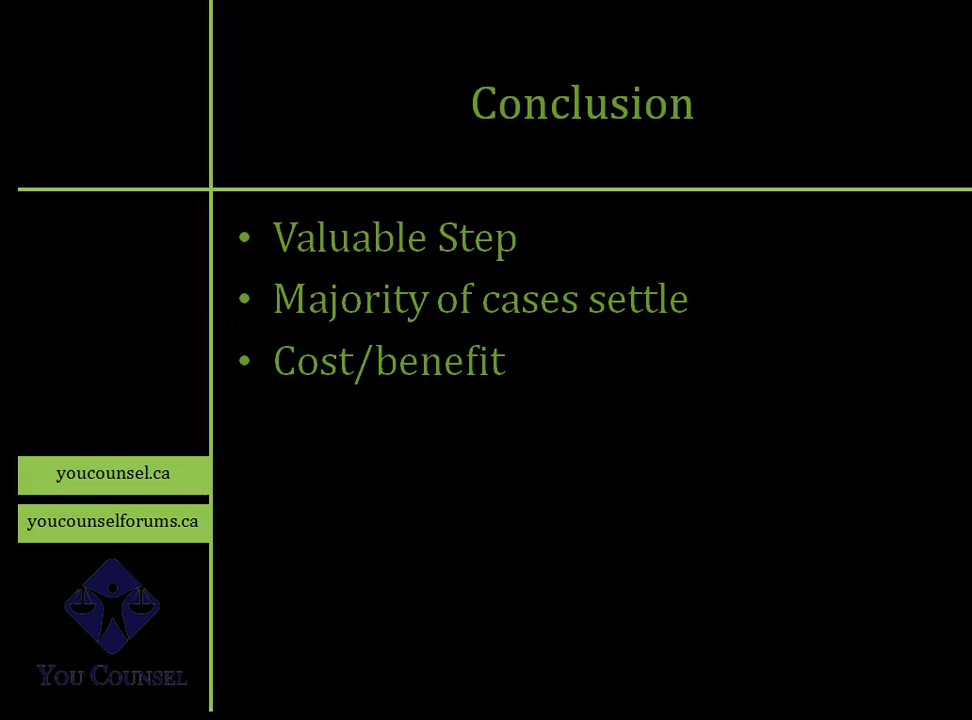 Conclusion
• Valuable Step
• Majority of cases settle
• Cost/benefit
youcounsel.ca
youcounselforums.ca
YOU COUNSEL